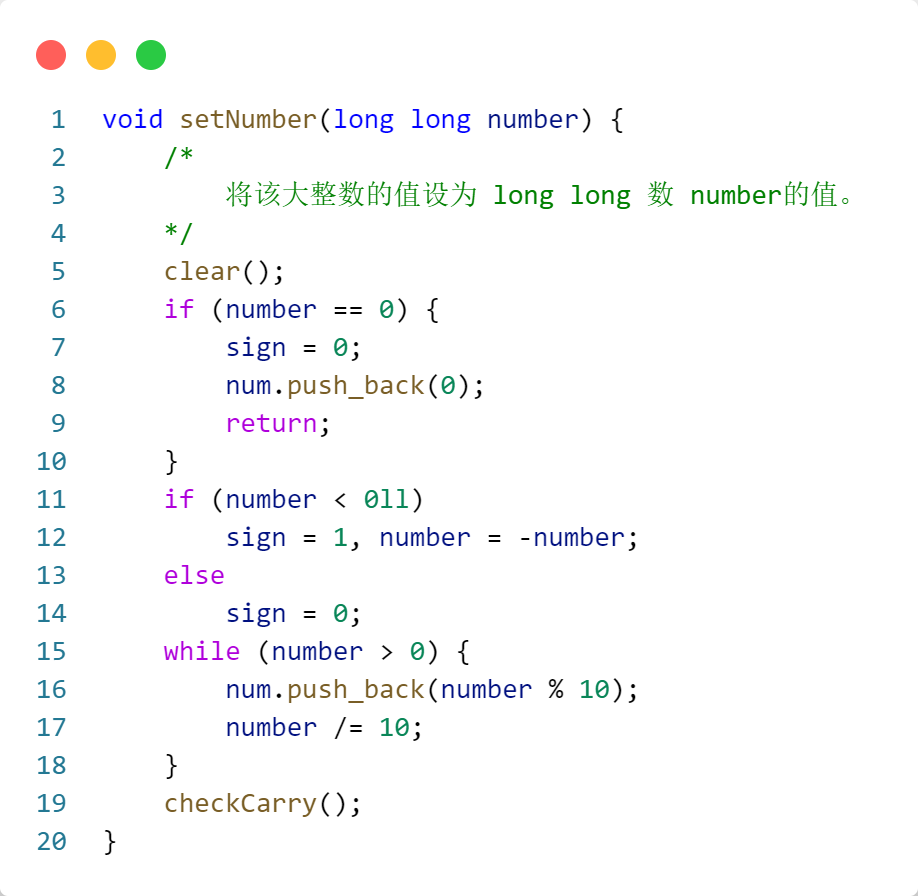 1 void setNumber(long long number) {
2     /*
3         将该大整数的值设为 long long 数 number的值。
4     */
5     clear();
6     if (number == 0) {
7         sign = 0;
8         num.push_back(0);
9         return;
10     }
11     if (number < 0ll)
12         sign = 1, number = -number;
13     else
14         sign = 0;
15     while (number > 0) {
16         num.push_back(number % 10);
17         number /= 10;
18     }
19     checkCarry();
20 }